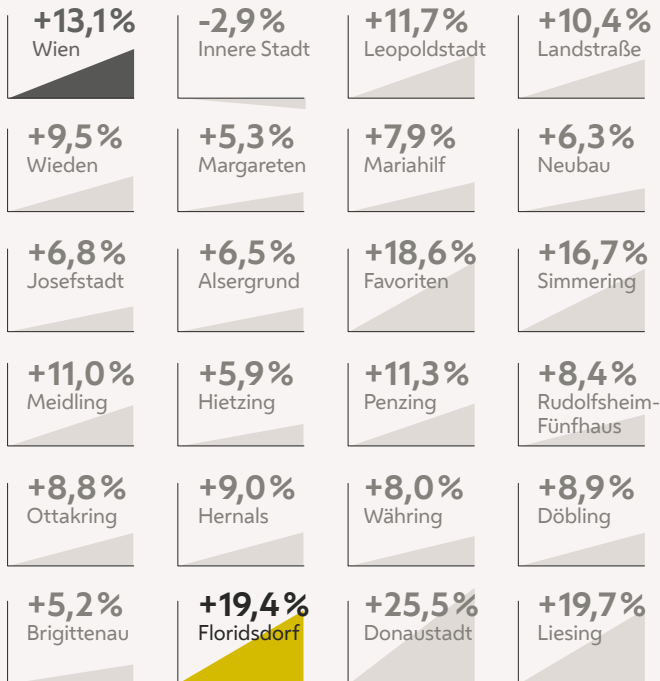 +13,1%
Wien
-2,9%
Innere Stadt
+11,7%
Leopoldstadt
+10,4%
Landstraße
+9,5%
Wieden
+5,3%
Margareten
+7,9%
Mariahilf
+6,3%
Neubau
+6,8%
Josefstadt
+6,5%
Alsergrund
+18,6%
Favoriten
+16,7%
Simmering
+11,0%
Meidling
+5,9%
Hietzing
+11,3%
Penzing
+8,4%
Rudolfsheim-
Fünfhaus
+8,8%
Ottakring
+9,0%
Hernals
+8,0%
Währing
+8,9%
Döbling
+5,2%
Brigittenau
+19,4%
Floridsdorf
+25,5%
Donaustadt
+19,7%
Liesing